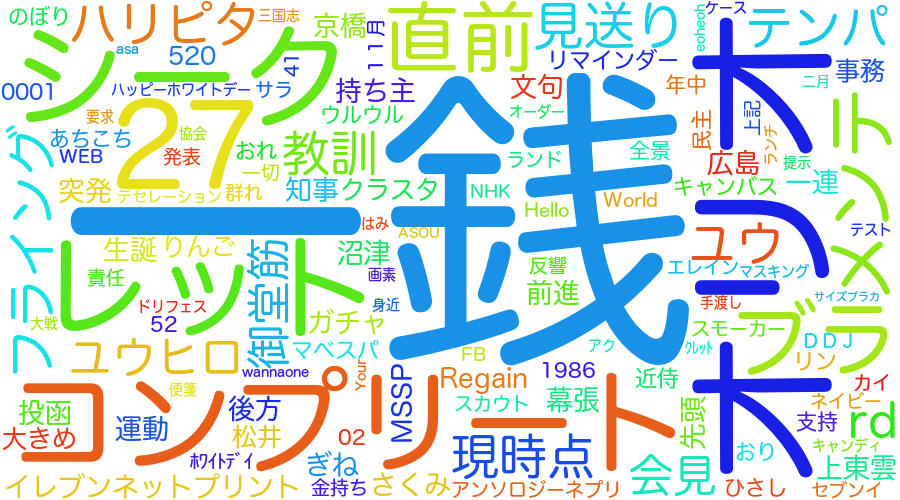 のぼり
ハリピタ
三国志
京橋
11月
直前
見送り
eoheoh
ケース
テンパ
asa
520
41
リマインダー
年中
事務
二月
0001
ハッピーホワイトデー
サラ
持ち主
文句
オーダー
シーク
27
要求
ウルウル
民主
上記
ランチ
あちこち
協会
WEB
発表
おれ
教訓
ランド
全景
広島
提示
フライング
突発
一切
テセレーション
群れ
知事
クラスタ
NHK
キャンバス
一連
一銭
Hello
World
ホワイ
メンテ
はみ
ASOU
テスト
生誕
りんご
御堂筋
沼津
反響
ユウ
エレイン
マスキング
責任
レット
画素
前進
手渡し
サイズプラカ
ドリフェス
身近
大戦
52
ガチャ
アク
スモーカー
ブラ
DDJ
ユウヒロ
マベスパ
FB
ｸﾚｯﾄ
リン
wannaone
Your
Regain
1986
近侍
カイ
コンプリート
便箋
MSSP
スカウト
幕張
ネイビー
投函
後方
先頭
支持
rd
大きめ
運動
松井
02
現時点
おり
キャンディ
ﾎﾜｲﾄﾃﾞｲ
ぎね
会見
上東雲
イレブンネットプリント
金持ち
さくみ
アンソロジーネプリ
ひさし
セブンイ